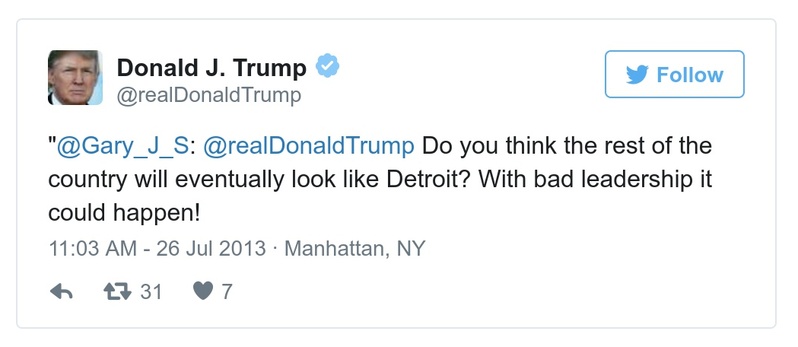 Donald J. Trump
Follow
@realDonaldTrump
"@Gary_J_S: @realDonaldTrump Do you think the rest of the
country will eventually look like Detroit? With bad leadership it
could happen!
11:03 AM - 26 Jul 2013 · Manhattan, NY
31 7